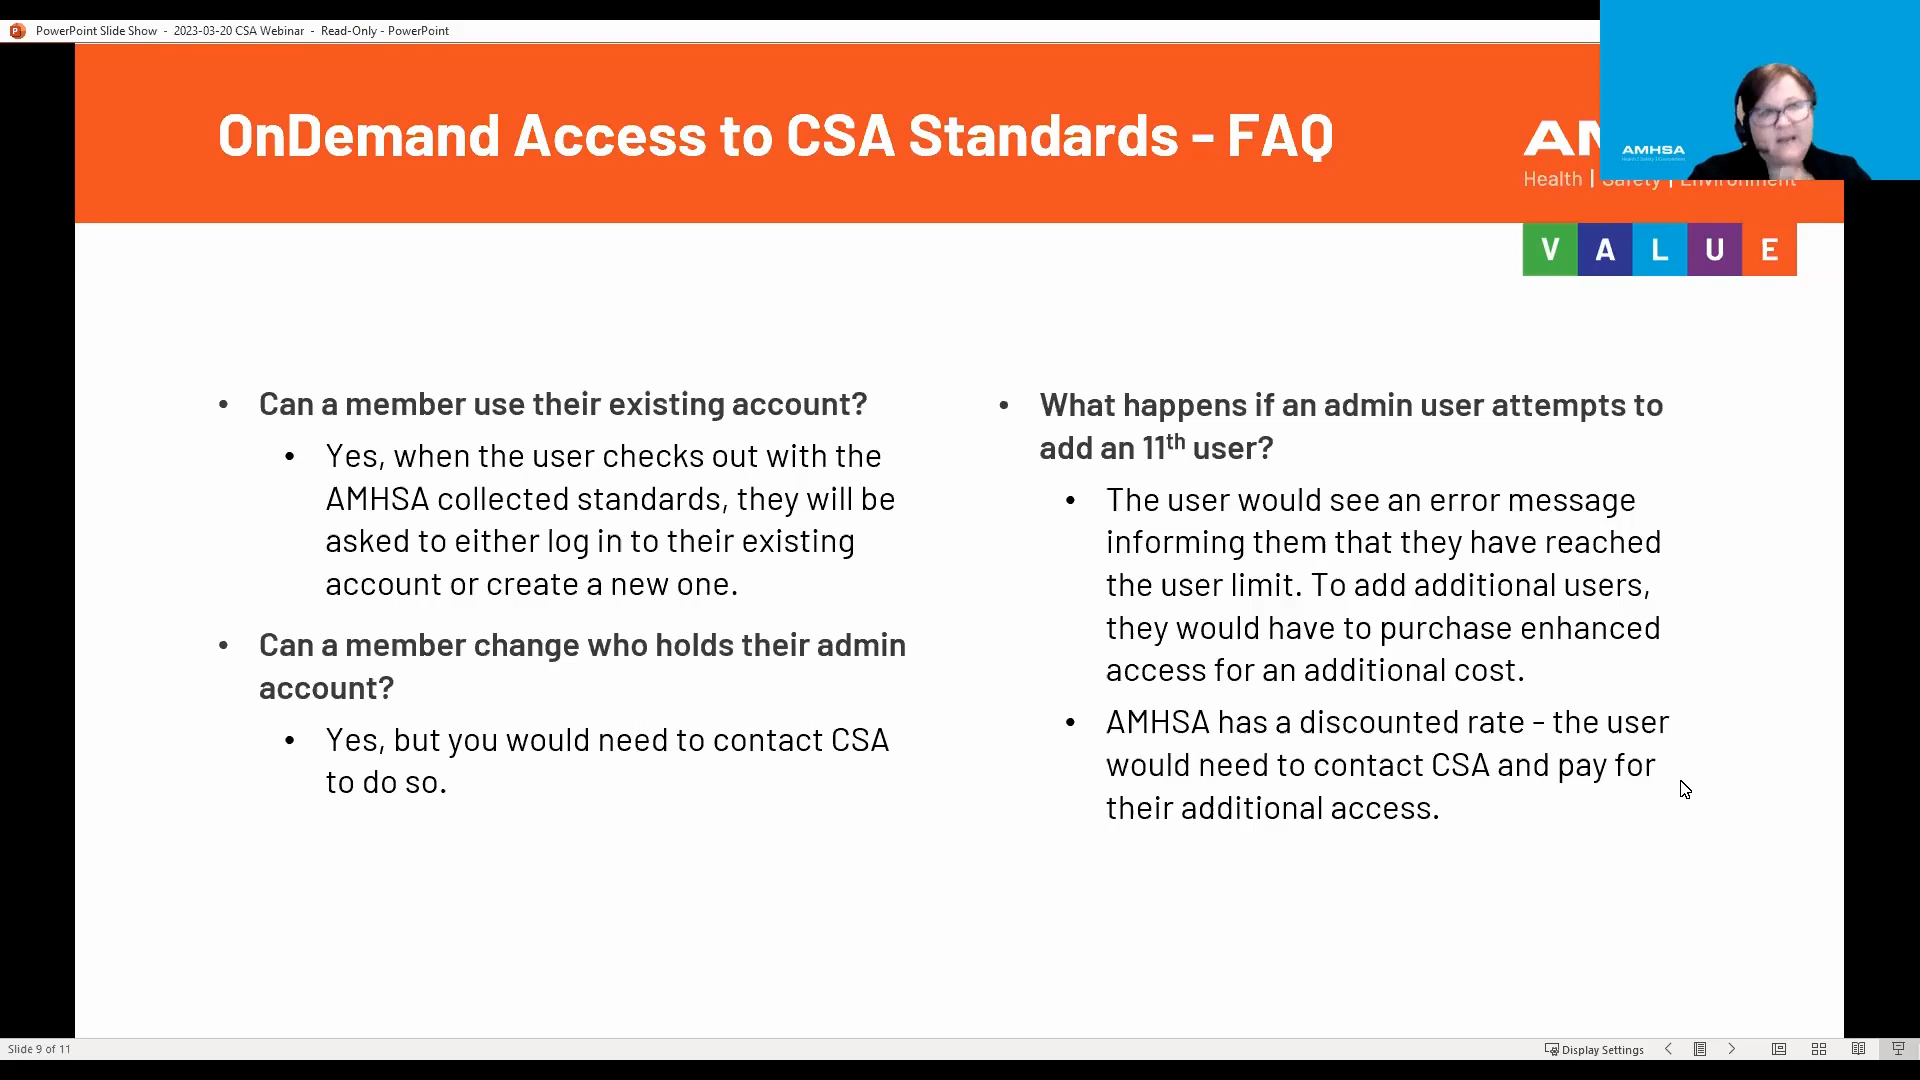 PowerPoint Slide Show - 2023-03-20 CSA Webinar - Read-Only - PowerPoint
OnDemand Access to CSA Standards - FAQ
AMHSA
Health | Safety | Environment
V A L U E
• Can a member use their existing account?
• Yes, when the user checks out with the
AMHSA collected standards, they will be
asked to either log in to their existing
account or create a new one.
• Can a member change who holds their admin
account?
• Yes, but you would need to contact CSA
to do so.
• What happens if an admin user attempts to
add an 11th user?
• The user would see an error message
informing them that they have reached
the user limit. To add additional users,
they would have to purchase enhanced
access for an additional cost.
• AMHSA has a discounted rate - the user
would need to contact CSA and pay for
their additional access.
Slide 9 of 11
Display Settings